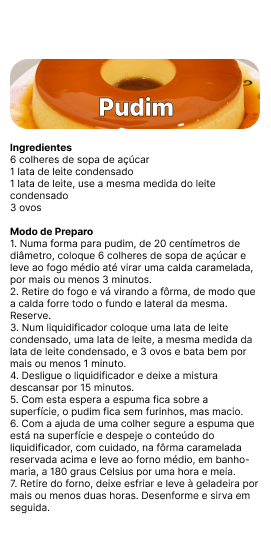 Pudim
Ingredientes
6 colheres de sopa de açúcar
1 lata de leite condensado
1 lata de leite, use a mesma medida do leite
condensado
3 ovos
Modo de Preparo
1. Numa forma para pudim, de 20 centímetros de
diâmetro, coloque 6 colheres de sopa de açúcar e
leve ao fogo médio até virar uma calda caramelada,
por mais ou menos 3 minutos.
2. Retire do fogo e vá virando a fôrma, de modo que
a calda forre todo o fundo e lateral da mesma.
Reserve.
3. Num liquidificador coloque uma lata de leite
condensado, uma lata de leite, a mesma medida da
lata de leite condensado, e 3 ovos e bata bem por
mais ou menos 1 minuto.
4. Desligue o liquidificador e deixe a mistura
descansar por 15 minutos.
5. Com esta espera a espuma fica sobre a
superfície, o pudim fica sem furinhos, mas macio.
6. Com a ajuda de uma colher segure a espuma que
está na superfície e despeje o conteúdo do
liquidificador, com cuidado, na fôrma caramelada
reservada acima e leve ao forno médio, em banho-
maria, a 180 graus Celsius por uma hora e meia.
7. Retire do forno, deixe esfriar e leve à geladeira por
mais ou menos duas horas. Desenforme e sirva em
seguida.